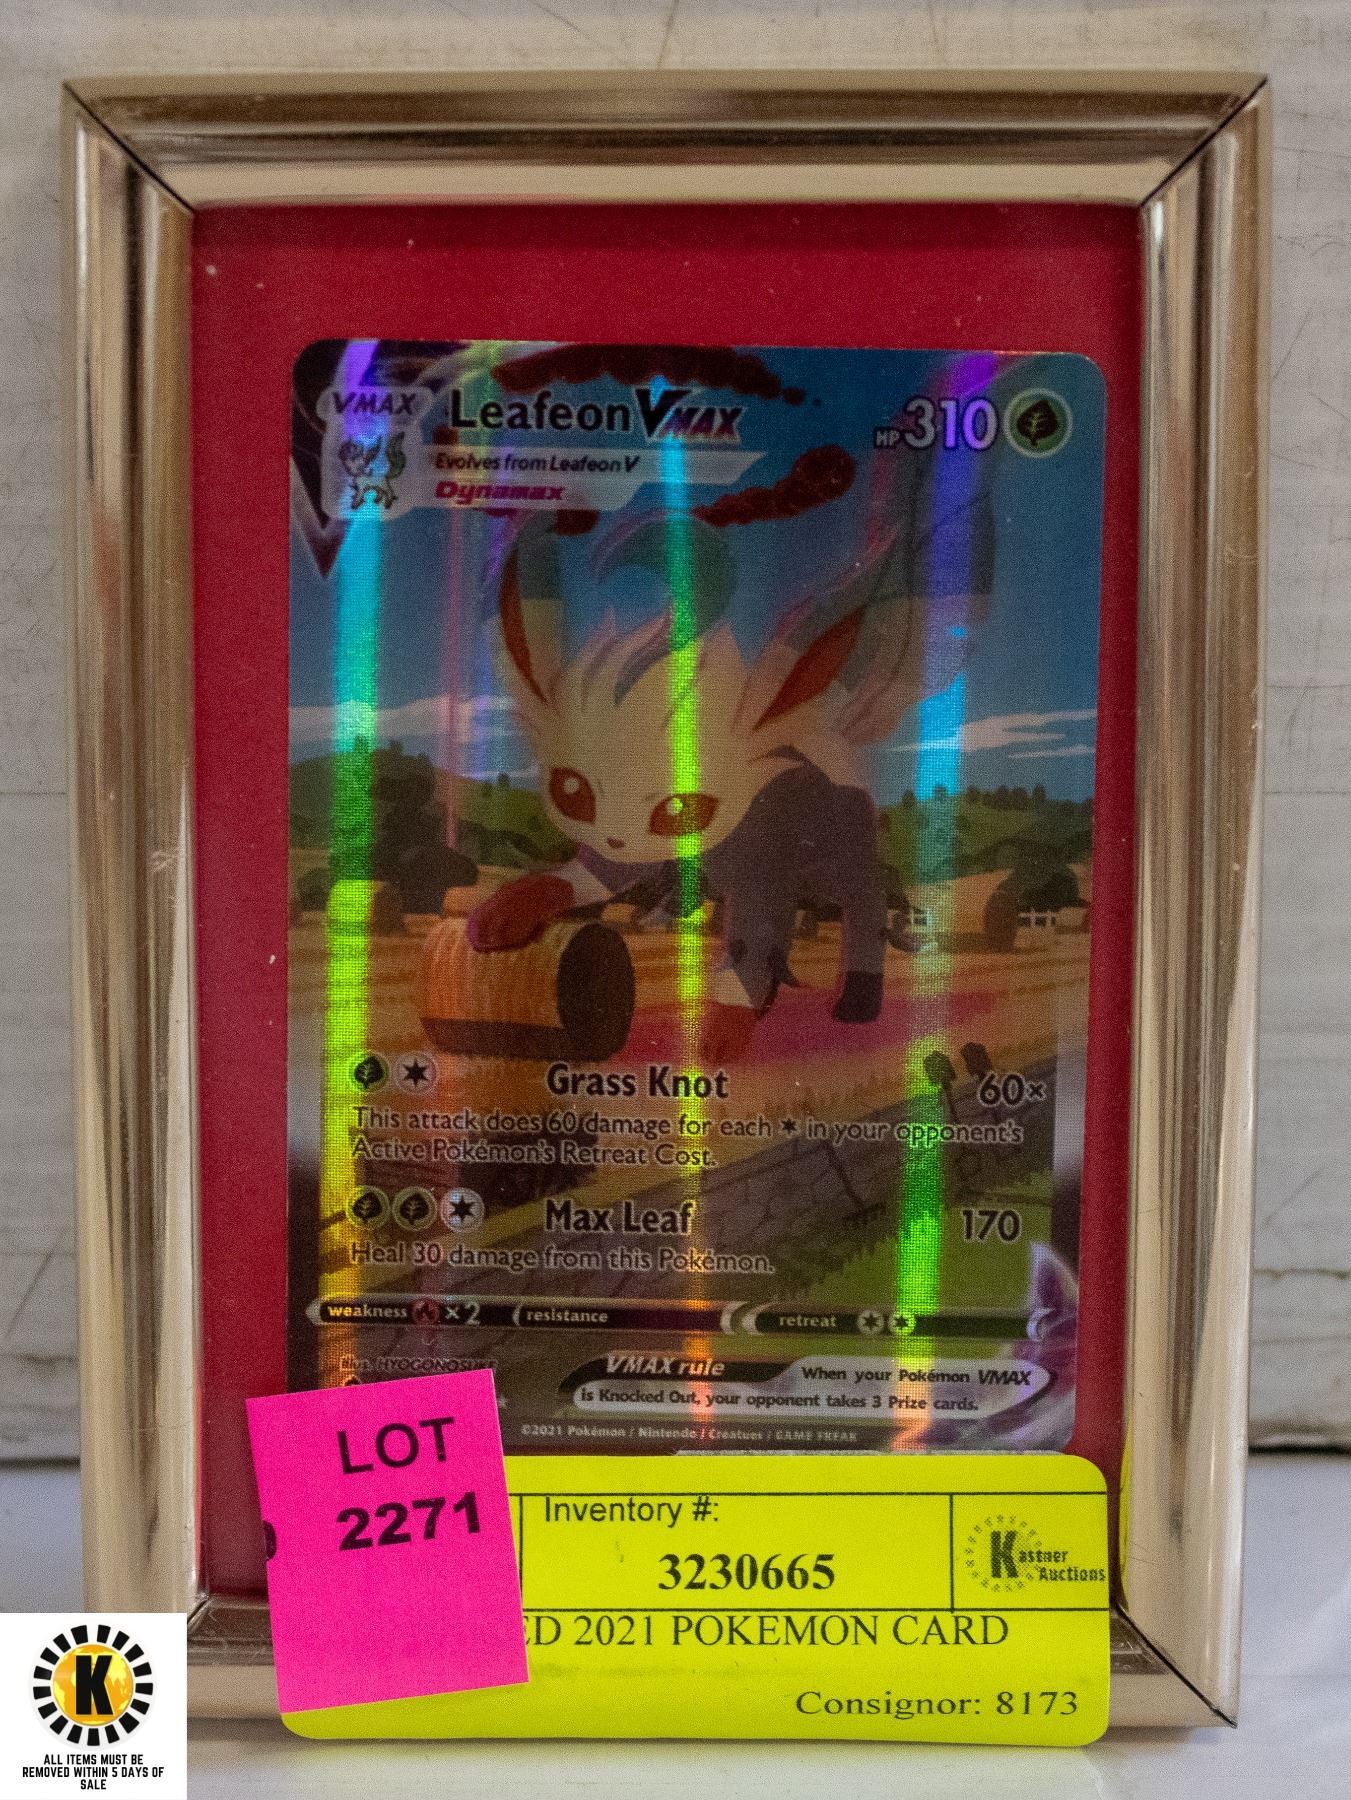 VMAX
Leafeon VMAX
HP 310
Evolves from Leafeon V
Dynamax
Grass Knot
60×
This attack does 60 damage for each in your opponent's
Active Pokémon's Retreat Cost.
Max Leaf
170
Heal 30 damage from this Pokémon.
weakness ×2
resistance
retreat
Illus. HYOGONOSUKE
VMAX rule
When your Pokémon VMAX
is Knocked Out, your opponent takes 3 Prize cards.
©2021 Pokémon / Nintendo / Creatures / GAME FREAK
LOT
2271
Inventory #:
3230665
Kastner
Auctions
ED 2021 POKEMON CARD
Consignor: 8173
K
ALL ITEMS MUST BE
REMOVED WITHIN 5 DAYS OF
SALE